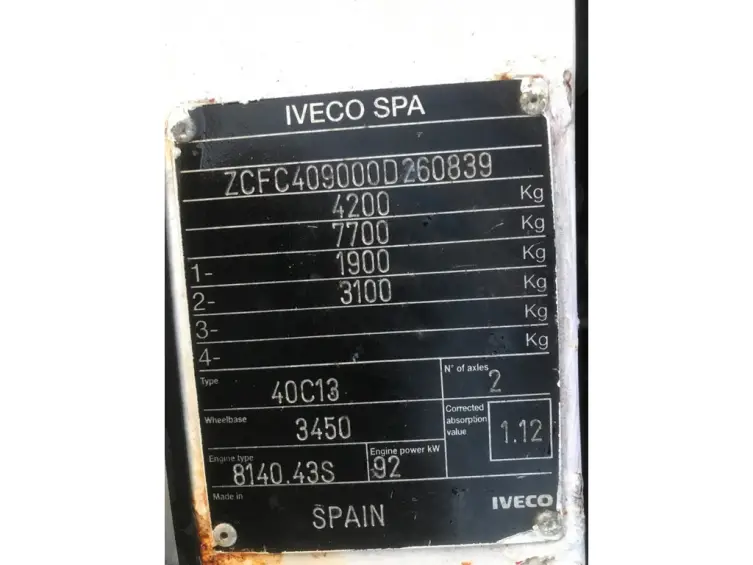 IVECO SPA
ZCFC409000D260839
4200 Kg
7700 Kg
1- 1900 Kg
2- 3100 Kg
3- Kg
4- Kg
Type 40C13
N° of axles 2
Wheelbase 3450
Corrected absorption value 1.12
Engine type 8140.43S
Engine power kW 92
Made in SPAIN
IVECO